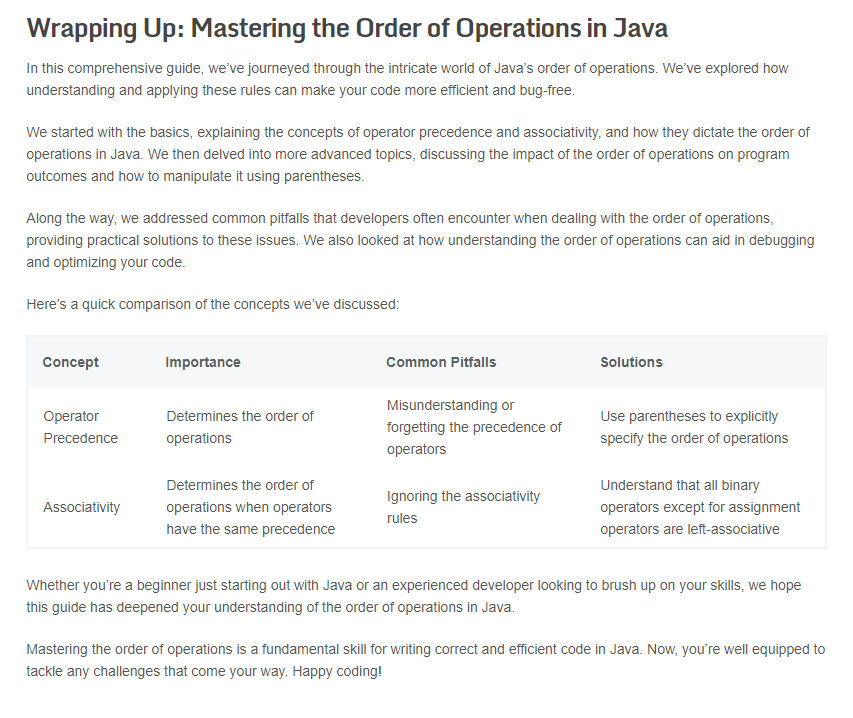 Wrapping Up: Mastering the Order of Operations in Java
In this comprehensive guide, we’ve journeyed through the intricate world of Java’s order of operations. We’ve explored how
understanding and applying these rules can make your code more efficient and bug-free.
We started with the basics, explaining the concepts of operator precedence and associativity, and how they dictate the order of
operations in Java. We then delved into more advanced topics, discussing the impact of the order of operations on program
outcomes and how to manipulate it using parentheses.
Along the way, we addressed common pitfalls that developers often encounter when dealing with the order of operations,
providing practical solutions to these issues. We also looked at how understanding the order of operations can aid in debugging
and optimizing your code.
Here’s a quick comparison of the concepts we’ve discussed:
Concept Importance Common Pitfalls Solutions
Operator
Precedence
Determines the order of
operations
Misunderstanding or
forgetting the precedence of
operators
Use parentheses to explicitly
specify the order of operations
Associativity
Determines the order of
operations when operators
have the same precedence
Ignoring the associativity
rules
Understand that all binary
operators except for assignment
operators are left-associative
Whether you’re a beginner just starting out with Java or an experienced developer looking to brush up on your skills, we hope
this guide has deepened your understanding of the order of operations in Java.
Mastering the order of operations is a fundamental skill for writing correct and efficient code in Java. Now, you’re well equipped to
tackle any challenges that come your way. Happy coding!